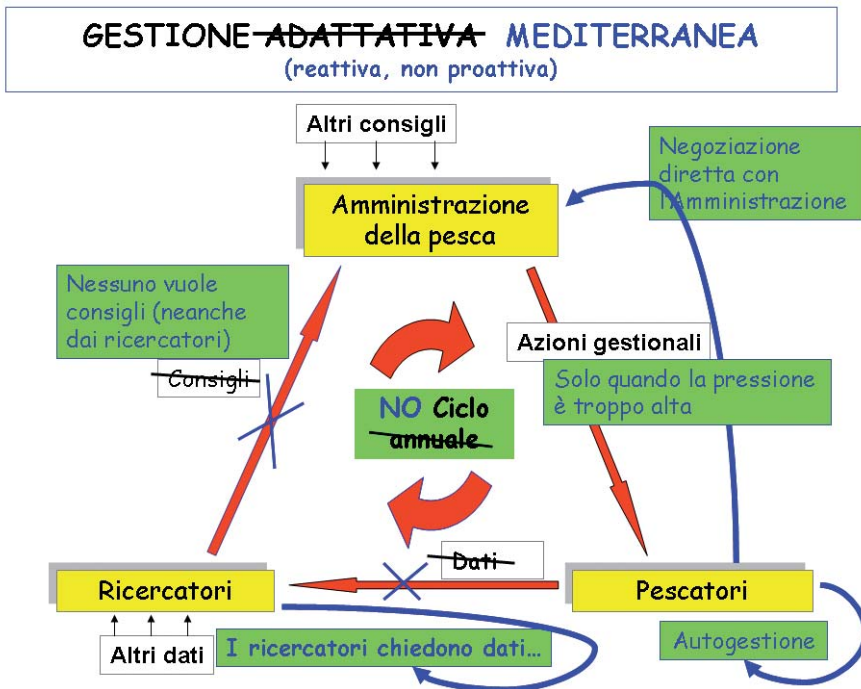 GESTIONE ADATTATIVA MEDITERRANEA
(reattiva, non proattiva)
Altri consigli
Negoziazione
diretta con
l'Amministrazione
Amministrazione
della pesca
Nessuno vuole
consigli (neanche
dai ricercatori)
Consigli
Azioni gestionali
Solo quando la pressione
è troppo alta
NO Ciclo
annuale
Dati
Ricercatori
Pescatori
Altri dati
I ricercatori chiedono dati…
Autogestione